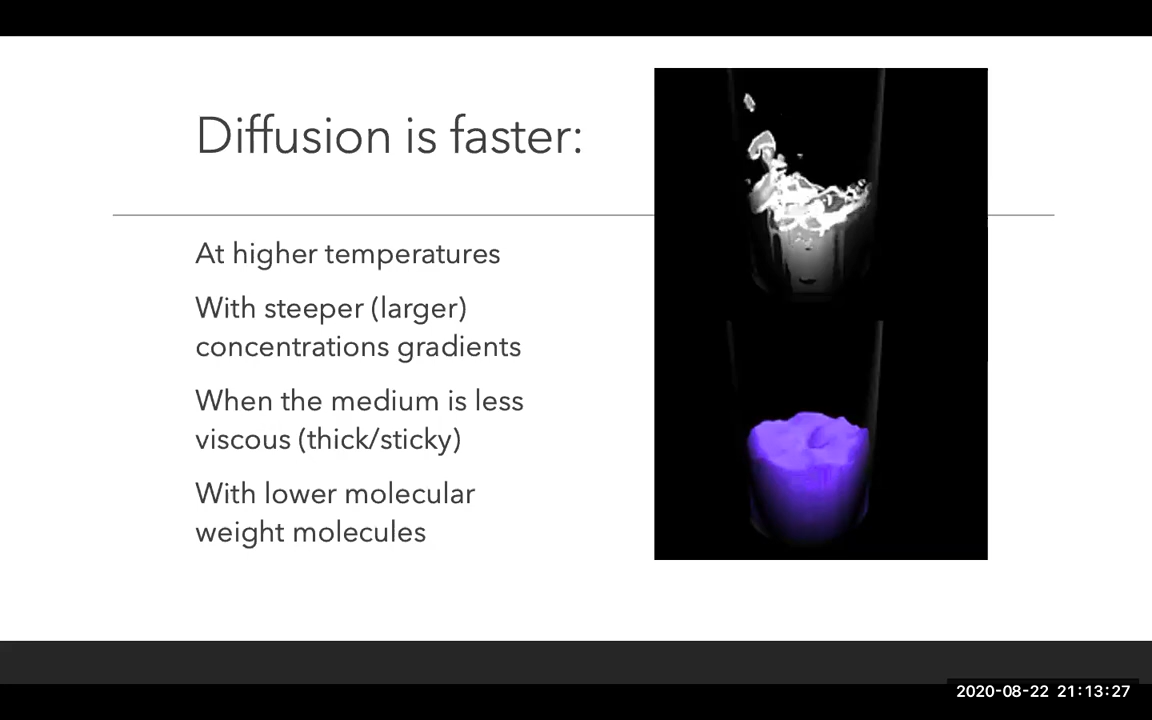 Diffusion is faster:
At higher temperatures
With steeper (larger)
concentrations gradients
When the medium is less
viscous (thick/sticky)
With lower molecular
weight molecules
2020-08-22 21:13:27